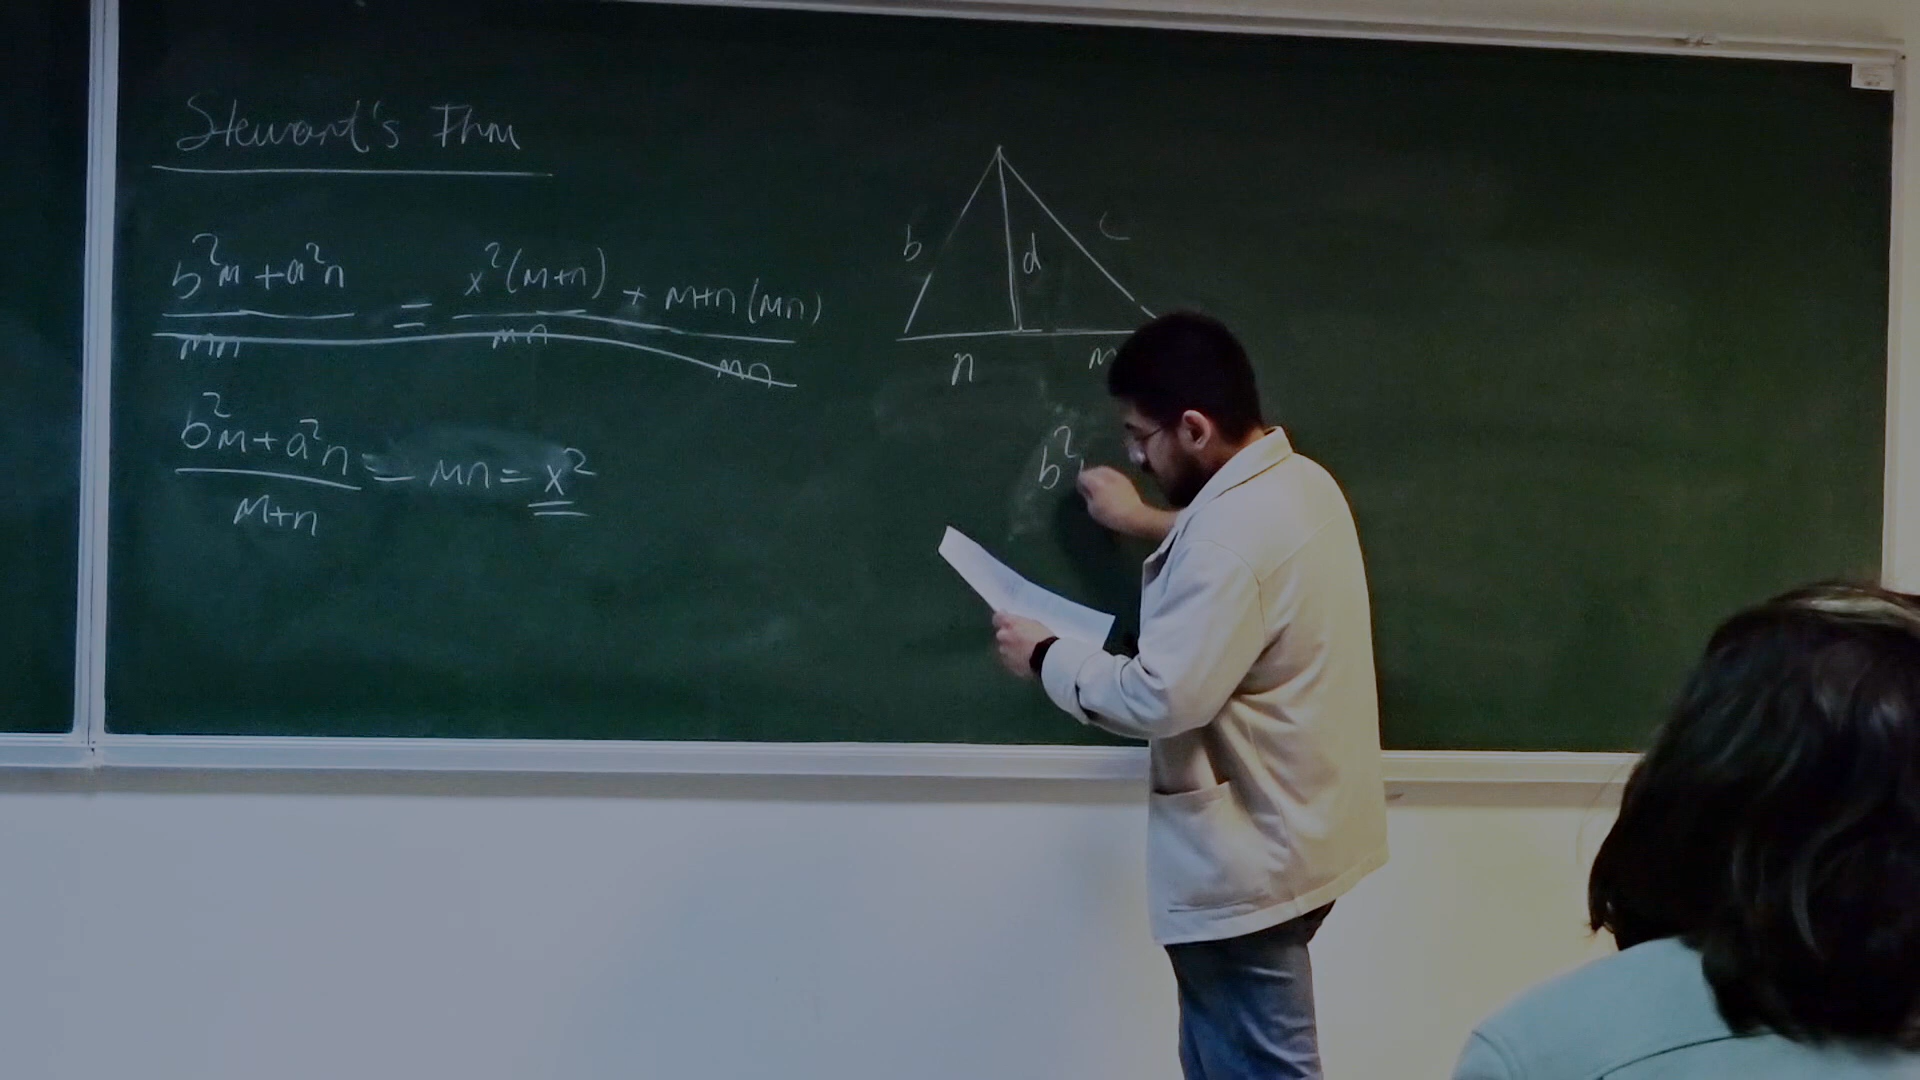 Stewart's Thm
b²m + a²n = x²(m+n) + m+n (mn)
mn mn mn
b²m + a²n = mn = x²
m+n
b d c
n m
b²